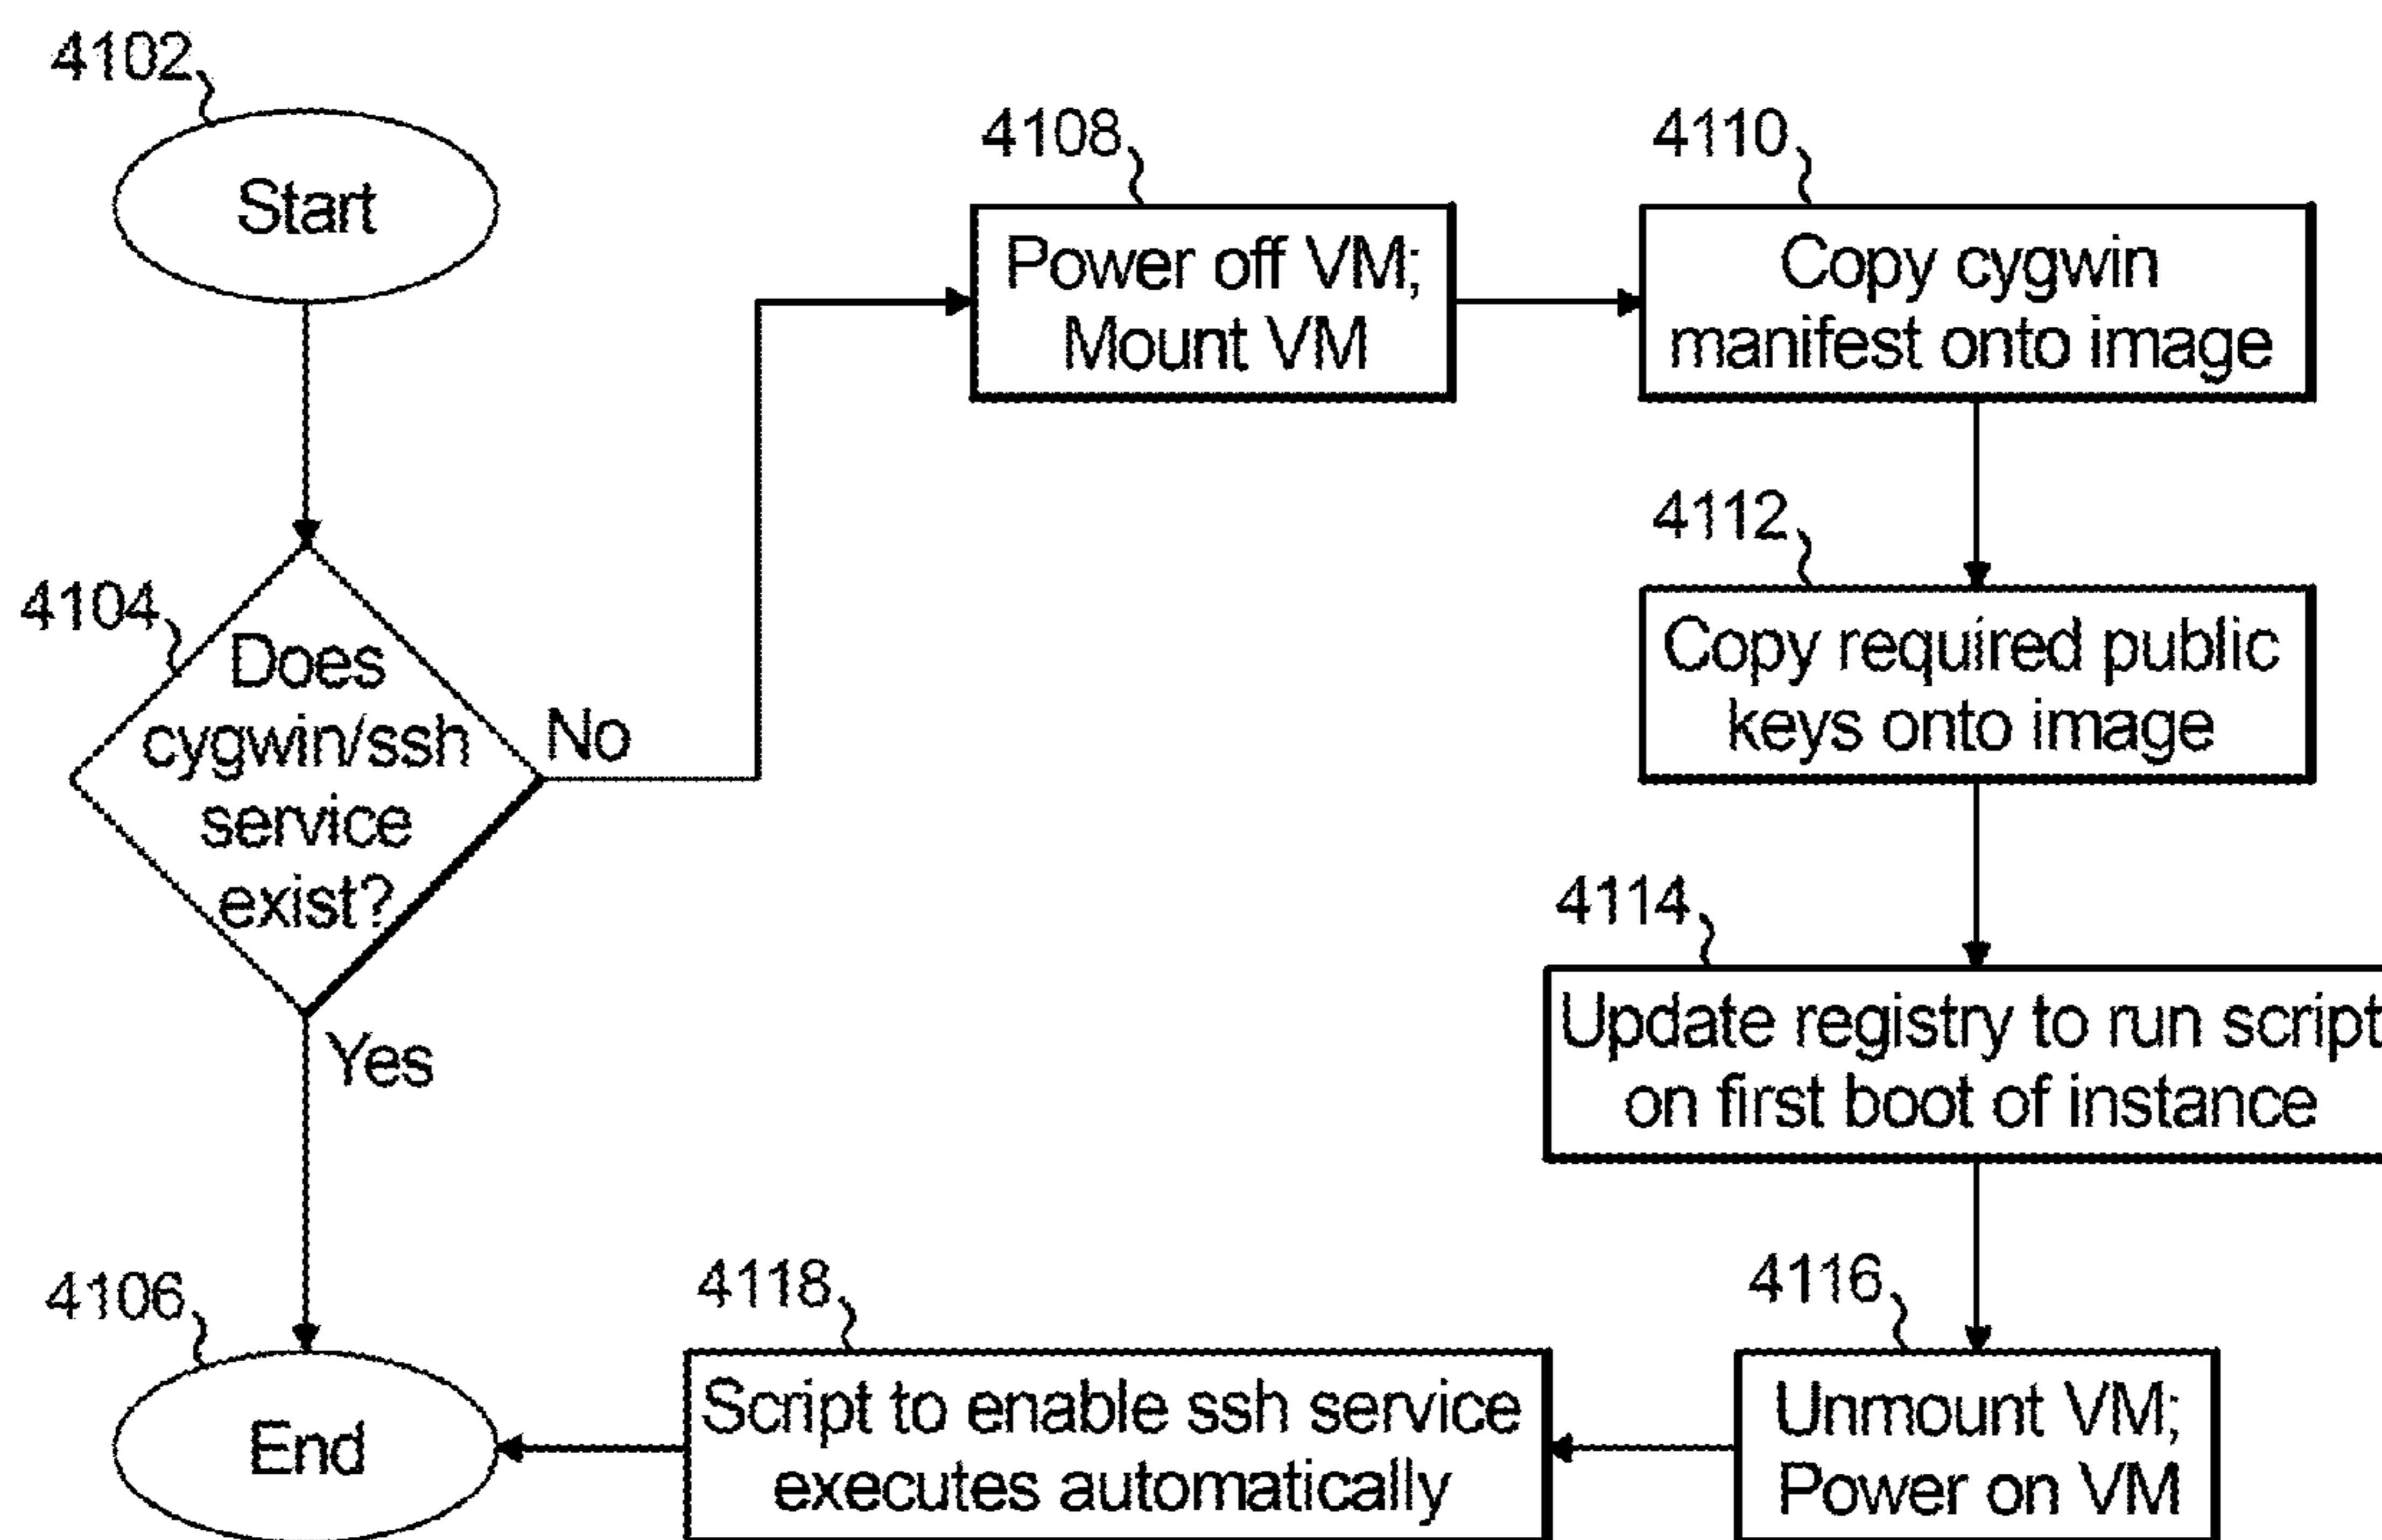 4102
Start
4104
Does
cygwin/ssh
service
exist?
No
Yes
4106
End
4108
Power off VM;
Mount VM
4110
Copy cygwin
manifest onto image
4112
Copy required public
keys onto image
4114
Update registry to run script
on first boot of instance
4116
Unmount VM;
Power on VM
4118
Script to enable ssh service
executes automatically